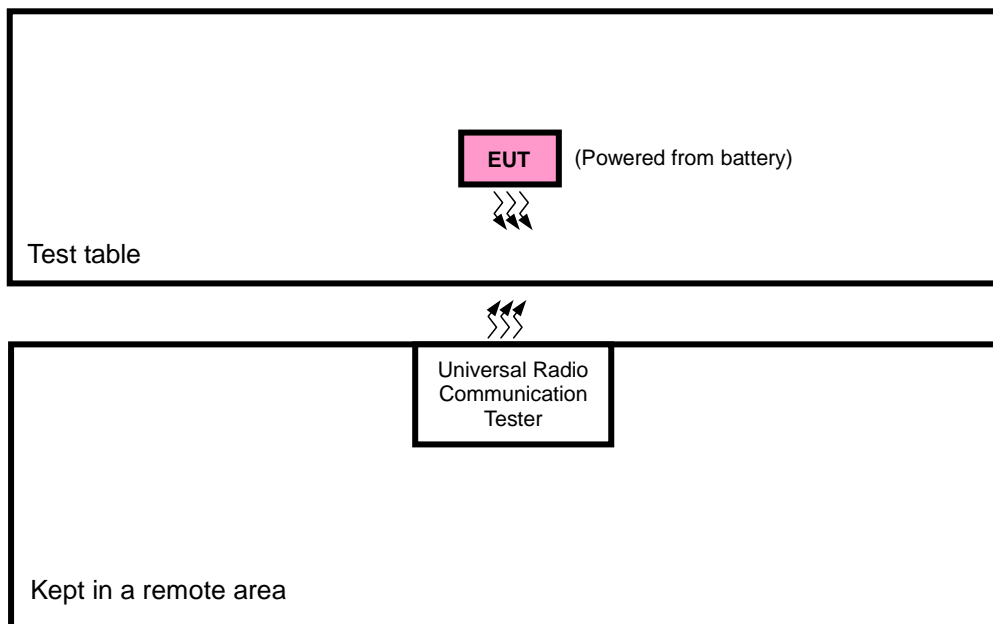 EUT
(Powered from battery)
Test table
Universal Radio
Communication
Tester
Kept in a remote area